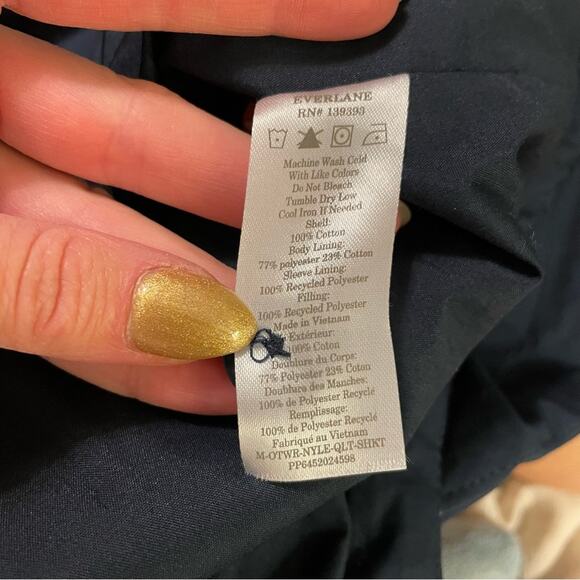 EVERLANE
RN# 139393
Machine Wash Cold
With Like Colors
Do Not Bleach
Tumble Dry Low
Cool Iron If Needed
Shell:
100% Cotton
Body Lining:
77% polyester 23% Cotton
Sleeve Lining:
100% Recycled Polyester
Filling:
100% Recycled Polyester
Made in Vietnam
Extérieur:
100% Coton
Doublure du Corps:
77% Polyester 23% Coton
Doublure des Manches:
100% de Polyester Recyclé
Remplissage:
100% de Polyester Recyclé
Fabriqué au Vietnam
M-OTWR-NYLE-QLT-SHKT
PP6452024598